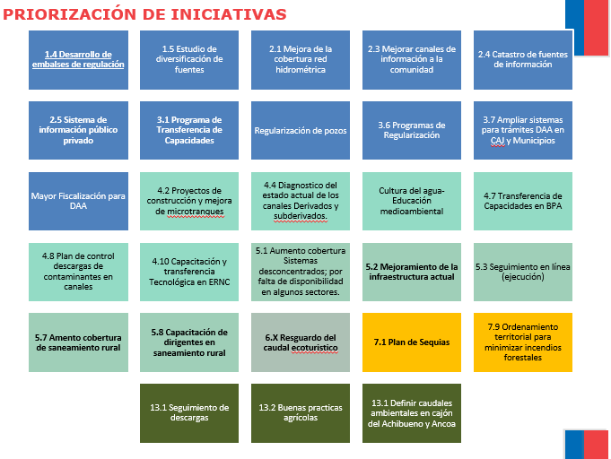 PRIORIZACIÓN DE INICIATIVAS
1.4 Desarrollo de
embalses de regulación
1.5 Estudio de
diversificación de
fuentes
2.1 Mejora de la
cobertura red
hidrométrica
2.3 Mejorar canales de
información a la
comunidad
2.4 Catastro de fuentes
de información
2.5 Sistema de
información público
privado
3.1 Programa de
Transferencia de
Capacidades
Regularización de pozos
3.6 Programas de
Regularización
3.7 Ampliar sistemas
para trámites DAA en
CAJ y Municipios
Mayor Fiscalización para
DAA
4.2 Proyectos de
construcción y mejora
de microtranques
4.4 Diagnostico del
estado actual de los
canales Derivados y
subderivados.
Cultura del agua-
Educación
medioambiental
4.7 Transferencia de
Capacidades en BPA
4.8 Plan de control
descargas de
contaminantes en
canales
4.10 Capacitación y
transferencia
Tecnológica en ERNC
5.1 Aumento cobertura
Sistemas
desconcentrados; por
falta de disponibilidad
en algunos sectores.
5.2 Mejoramiento de la
infraestructura actual
5.3 Seguimiento en línea
(ejecución)
5.7 Amento cobertura
de saneamiento rural
5.8 Capacitación de
dirigentes en
saneamiento rural
6.X Resguardo del
caudal ecoturistico
7.1 Plan de Sequias
7.9 Ordenamiento
territorial para
minimizar incendios
forestales
13.1 Seguimiento de
descargas
13.2 Buenas practicas
agrícolas
13.1 Definir caudales
ambientales en cajón
del Achibueno y Ancoa